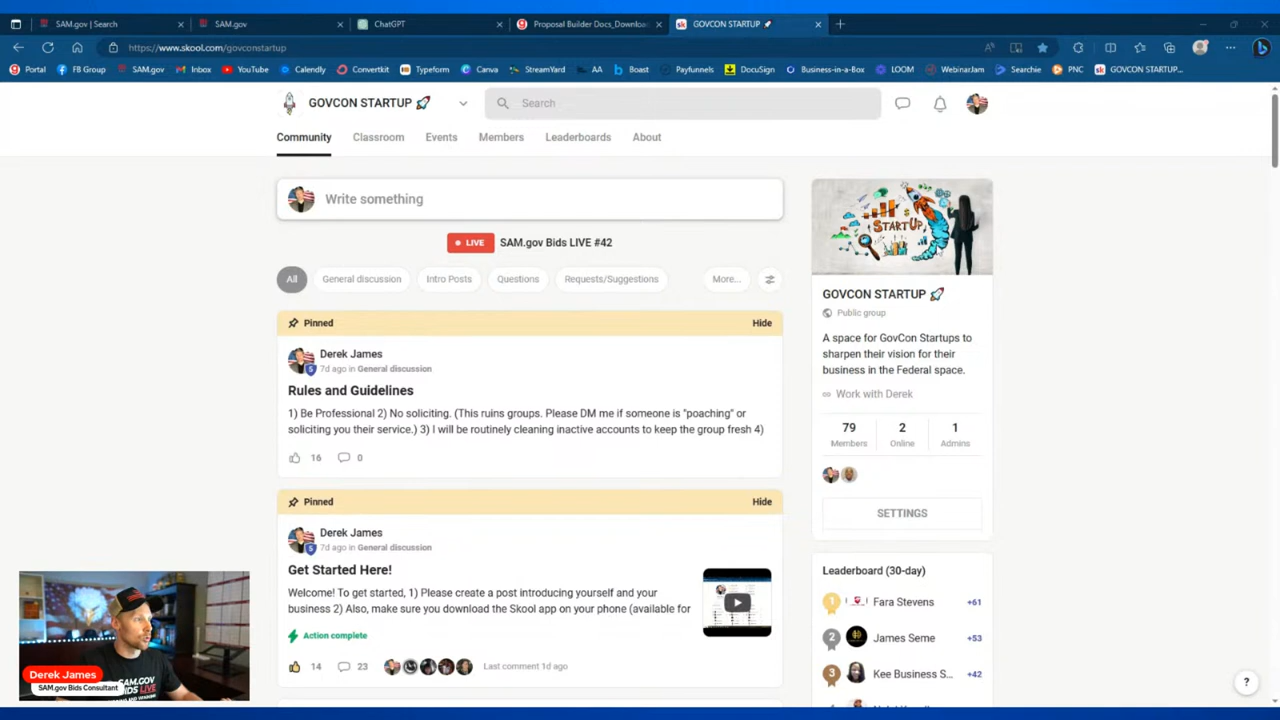 SAM.gov | Search
SAM.gov
ChatGPT
Proposal Builder Docs_Downloa
GOVCON STARTUP 🚀
https://www.skool.com/govconstartup
Portal
FB Group
SAM.gov
Inbox
YouTube
Calendly
Convertkit
Typeform
Canva
StreamYard
AA
Boast
Payfunnels
DocuSign
Business-in-a-Box
LOOM
WebinarJam
Searchie
PNC
GOVCON STARTUP...
GOVCON STARTUP 🚀
Search
Community
Classroom
Events
Members
Leaderboards
About
Write something
LIVE
SAM.gov Bids LIVE #42
All
General discussion
Intro Posts
Questions
Requests/Suggestions
More...
Pinned
Hide
Derek James
5
7d ago in General discussion
Rules and Guidelines
1) Be Professional 2) No soliciting. (This ruins groups. Please DM me if someone is "poaching" or
soliciting you their service.) 3) I will be routinely cleaning inactive accounts to keep the group fresh 4)
16
0
Pinned
Hide
Derek James
5
7d ago in General discussion
Get Started Here!
Welcome! To get started, 1) Please create a post introducing yourself and your
business 2) Also, make sure you download the Skool app on your phone (available for
Action complete
14
23
Last comment 1d ago
STARTUP
GOVCON STARTUP 🚀
Public group
A space for GovCon Startups to
sharpen their vision for their
business in the Federal space.
Work with Derek
79
Members
2
Online
1
Admins
SETTINGS
Leaderboard (30-day)
1
Fara Stevens
+61
2
James Seme
+53
3
Kee Business S...
+42
?
SAM.GOV
BIDS LIVE
Derek James
SAM.gov Bids Consultant